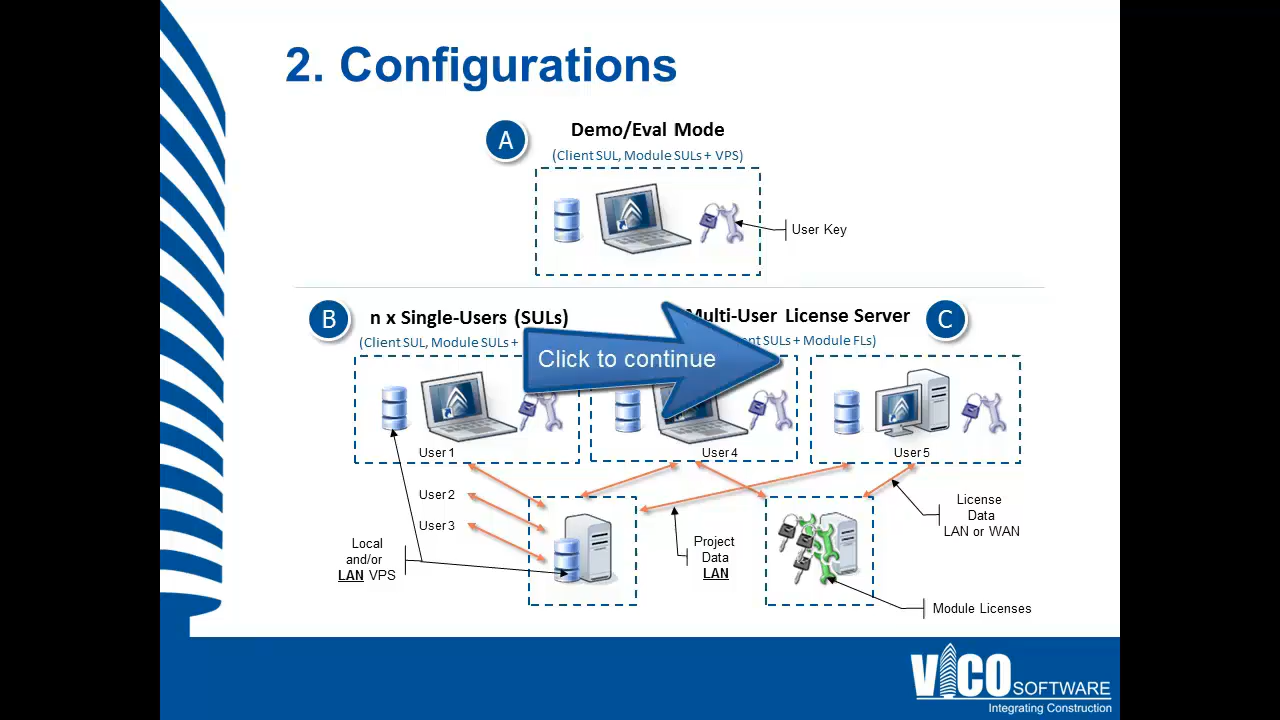 2. Configurations
A
Demo/Eval Mode
(Client SUL, Module SULs + VPS)
User Key
B
n x Single-Users (SULs)
(Client SUL, Module SULs +
Multi-User License Server
SULs + Module FLs)
C
Click to continue
User 1
User 4
User 5
User 2
User 3
Local
and/or
LAN VPS
Project
Data
LAN
License
Data
LAN or WAN
Module Licenses
VICO SOFTWARE
Integrating Construction